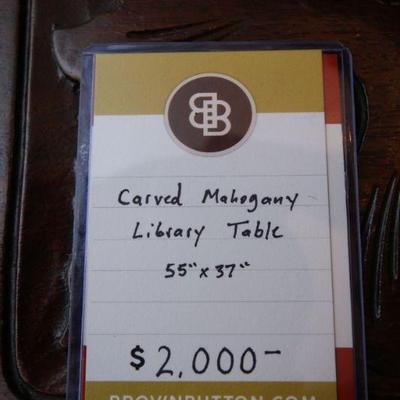 Carved Mahogany
Library Table
55" x 37"
$2,000-